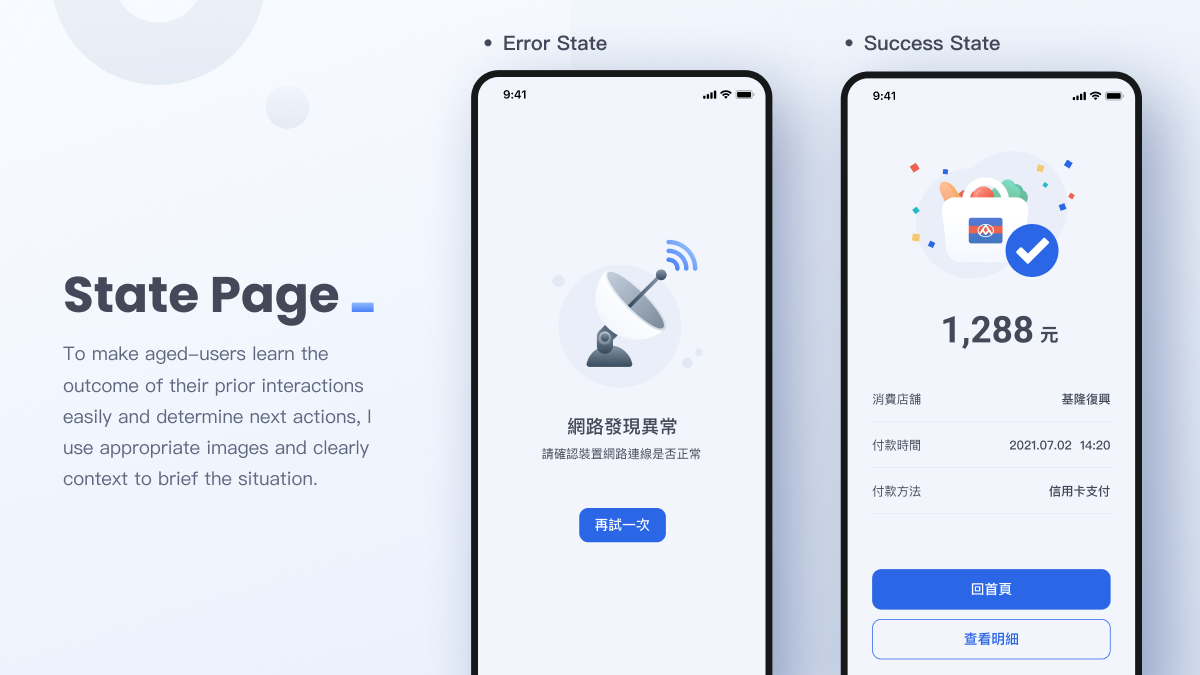 State Page
To make aged-users learn the
outcome of their prior interactions
easily and determine next actions, I
use appropriate images and clearly
context to brief the situation.
• Error State
9:41
網路發現異常
請確認裝置網路連線是否正常
再試一次
• Success State
9:41
1,288 元
消費店舖 基隆復興
付款時間 2021.07.02 14:20
付款方法 信用卡支付
回首頁
查看明細